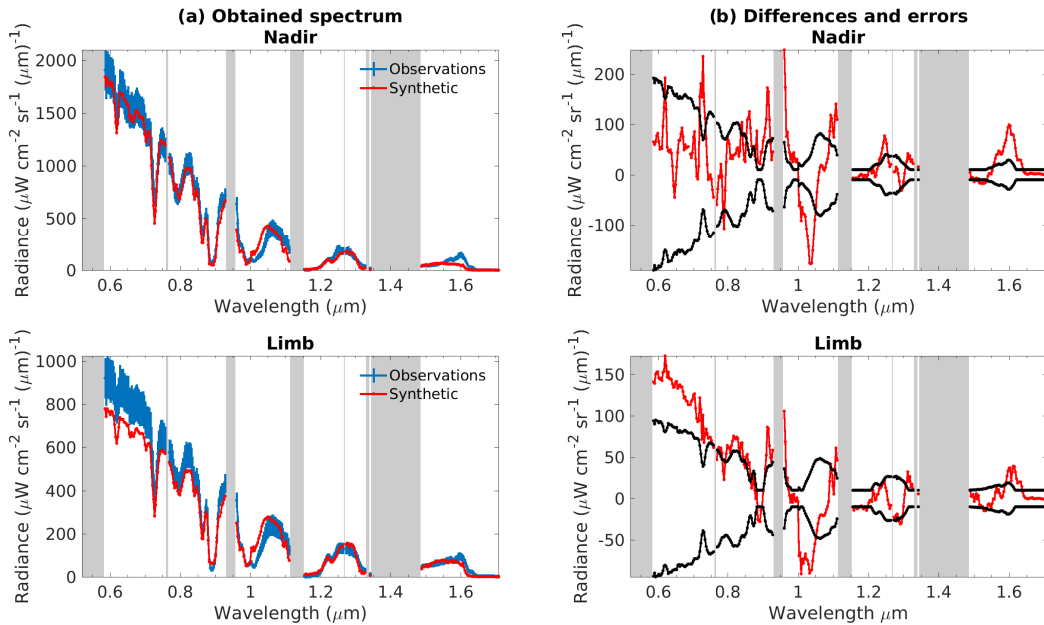 (a) Obtained spectrum
Nadir
Radiance (μW cm-2 sr-1 (μm)-1)
2000
1500
1000
500
0
Observations
Synthetic
0.6 0.8 1 1.2 1.4 1.6
Wavelength (μm)
(b) Differences and errors
Nadir
Radiance (μW cm-2 sr-1 (μm)-1)
200
100
0
-100
0.6 0.8 1 1.2 1.4 1.6
Wavelength (μm)
Limb
Radiance (μW cm-2 sr-1 (μm)-1)
1000
800
600
400
200
0
Observations
Synthetic
0.6 0.8 1 1.2 1.4 1.6
Wavelength (μm)
Limb
Radiance (μW cm-2 sr-1 (μm)-1)
150
100
50
0
-50
0.6 0.8 1 1.2 1.4 1.6
Wavelength μm